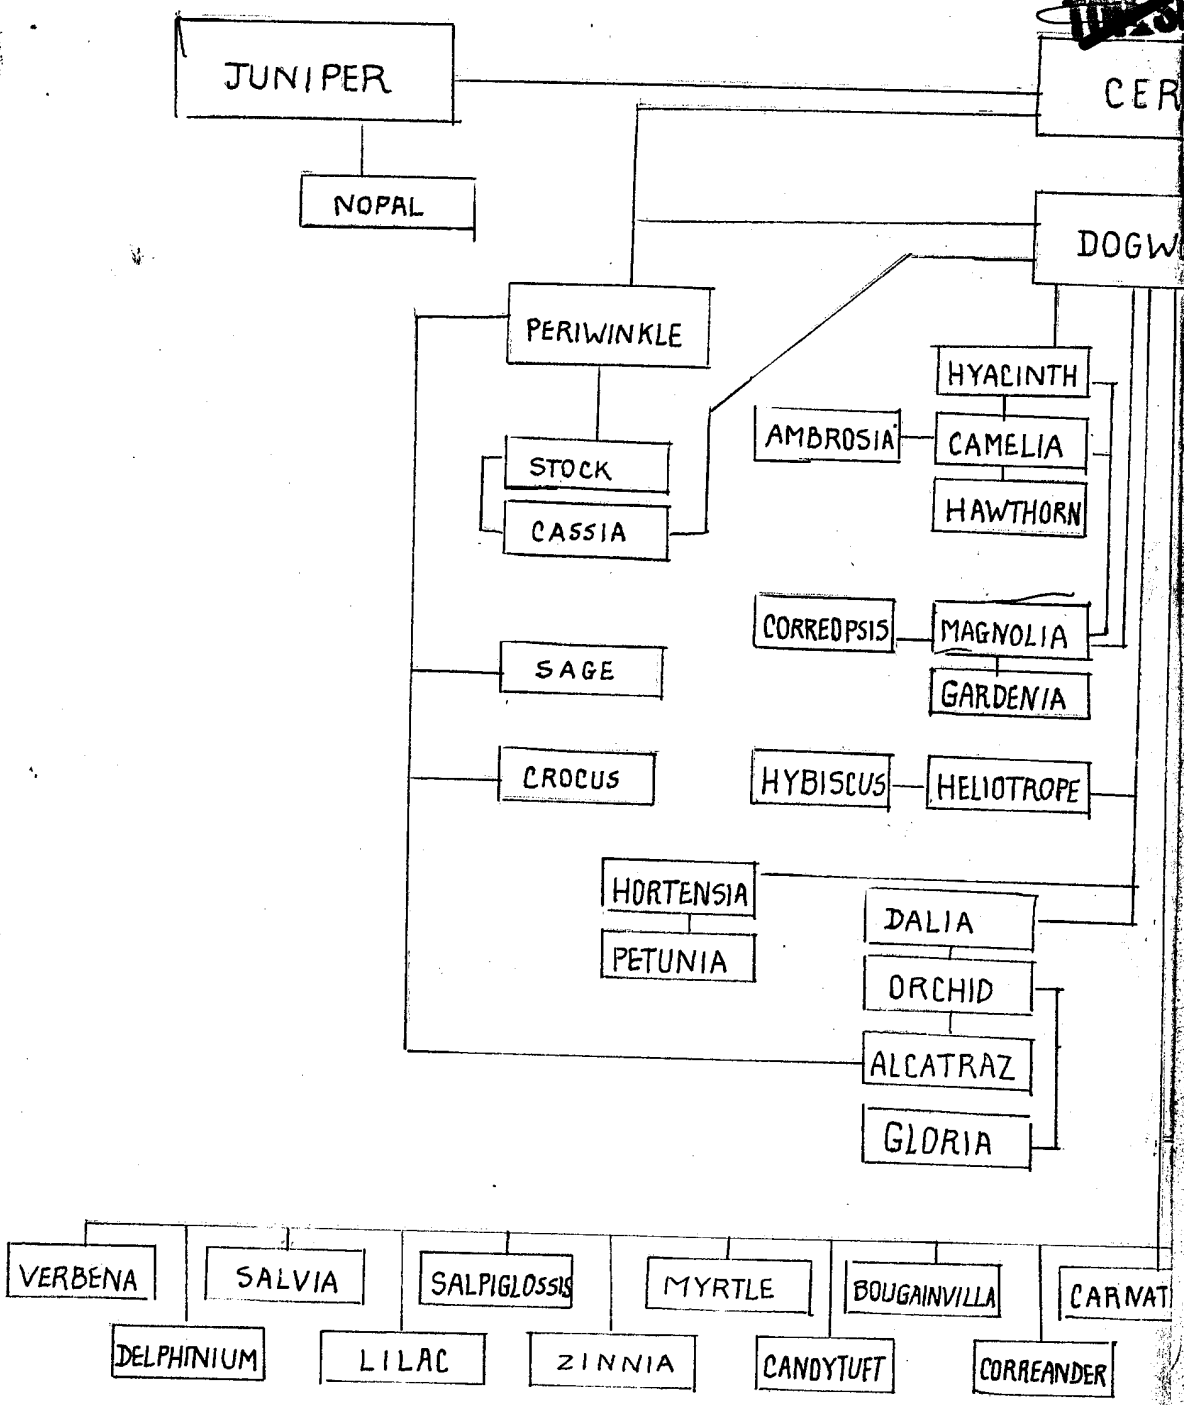 JUNIPER
CER
NOPAL
DOGW
PERIWINKLE
HYACINTH
AMBROSIA
CAMELIA
STOCK
HAWTHORN
CASSIA
CORREOPSIS
MAGNOLIA
SAGE
GARDENIA
CROCUS
HYBISCUS
HELIOTROPE
HORTENSIA
DALIA
PETUNIA
ORCHID
ALCATRAZ
GLORIA
VERBENA
SALVIA
SALPIGLOSSIS
MYRTLE
BOUGAINVILLA
CARNAT
DELPHINIUM
LILAC
ZINNIA
CANDYTUFT
CORREANDER